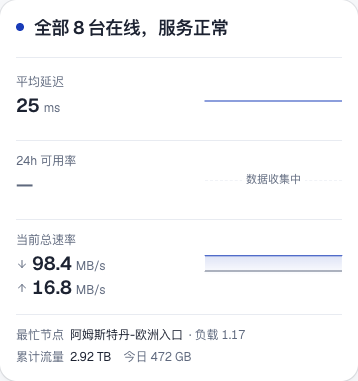 全部 8 台在线，服务正常
平均延迟
25 ms
24h 可用率
—
数据收集中
当前总速率
↓ 98.4 MB/s
↑ 16.8 MB/s
最忙节点 阿姆斯特丹-欧洲入口 · 负载 1.17
累计流量 2.92 TB 今日 472 GB